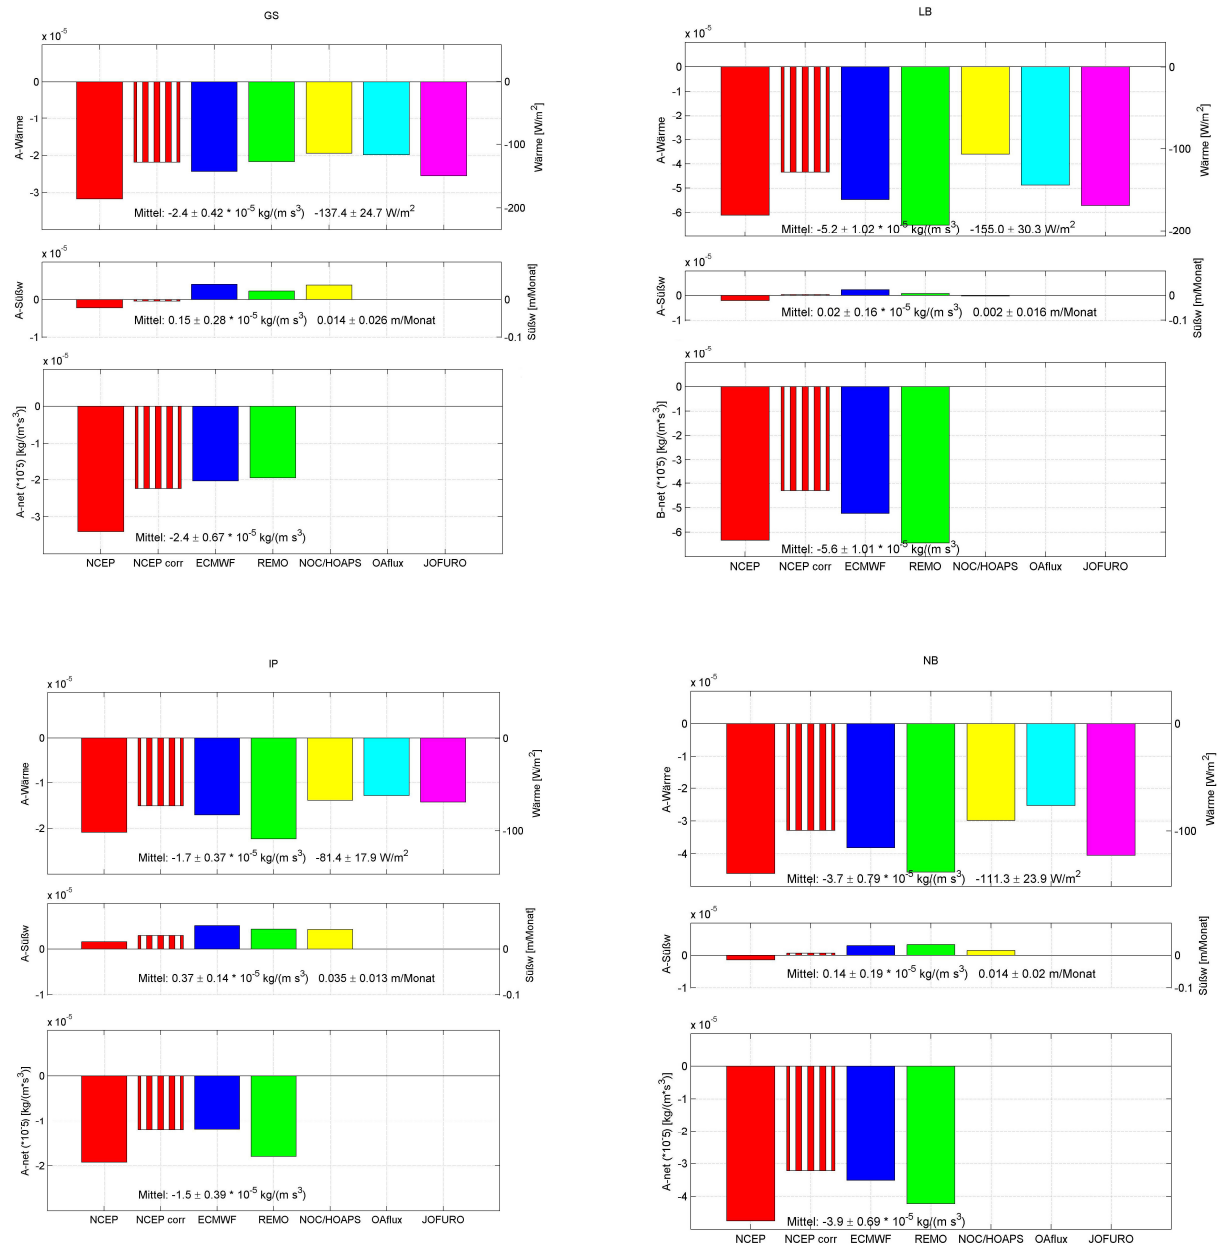 GS
x 10^-5
0
-1
-2
-3
A-Wärme
0
-100
-200
Wärme [W/m^2]
Mittel: -2.4 ± 0.42 * 10^-5 kg/(m s^3) -137.4 ± 24.7 W/m^2
x 10^-5
0
-1
A-Süßw
0
-0.1
Süßw [m/Monat]
Mittel: 0.15 ± 0.28 * 10^-5 kg/(m s^3) 0.014 ± 0.026 m/Monat
x 10^-5
0
-1
-2
-3
A-net (*10^-5) [kg/(m*s^3)]
Mittel: -2.4 ± 0.67 * 10^-5 kg/(m s^3)
NCEP NCEP corr ECMWF REMO NOC/HOAPS OAflux JOFURO
LB
x 10^-5
0
-1
-2
-3
-4
-5
-6
A-Wärme
0
-100
-200
Wärme [W/m^2]
Mittel: -5.2 ± 1.02 * 10^-5 kg/(m s^3) -155.0 ± 30.3 W/m^2
x 10^-5
0
-1
A-Süßw
0
-0.1
Süßw [m/Monat]
Mittel: 0.02 ± 0.16 * 10^-5 kg/(m s^3) 0.002 ± 0.016 m/Monat
x 10^-5
0
-1
-2
-3
-4
-5
-6
B-net (*10^-5) [kg/(m*s^3)]
Mittel: -5.6 ± 1.01 * 10^-5 kg/(m s^3)
NCEP NCEP corr ECMWF REMO NOC/HOAPS OAflux JOFURO
IP
x 10^-5
0
-1
-2
A-Wärme
0
-100
Wärme [W/m^2]
Mittel: -1.7 ± 0.37 * 10^-5 kg/(m s^3) -81.4 ± 17.9 W/m^2
x 10^-5
0
-1
A-Süßw
0
-0.1
Süßw [m/Monat]
Mittel: 0.37 ± 0.14 * 10^-5 kg/(m s^3) 0.035 ± 0.013 m/Monat
x 10^-5
0
-1
-2
A-net (*10^-5) [kg/(m*s^3)]
Mittel: -1.5 ± 0.39 * 10^-5 kg/(m s^3)
NCEP NCEP corr ECMWF REMO NOC/HOAPS OAflux JOFURO
NB
x 10^-5
0
-1
-2
-3
-4
A-Wärme
0
-100
Wärme [W/m^2]
Mittel: -3.7 ± 0.79 * 10^-5 kg/(m s^3) -111.3 ± 23.9 W/m^2
x 10^-5
0
-1
A-Süßw
0
-0.1
Süßw [m/Monat]
Mittel: 0.14 ± 0.19 * 10^-5 kg/(m s^3) 0.014 ± 0.02 m/Monat
x 10^-5
0
-1
-2
-3
-4
A-net (*10^-5) [kg/(m*s^3)]
Mittel: -3.9 ± 0.69 * 10^-5 kg/(m s^3)
NCEP NCEP corr ECMWF REMO NOC/HOAPS OAflux JOFURO